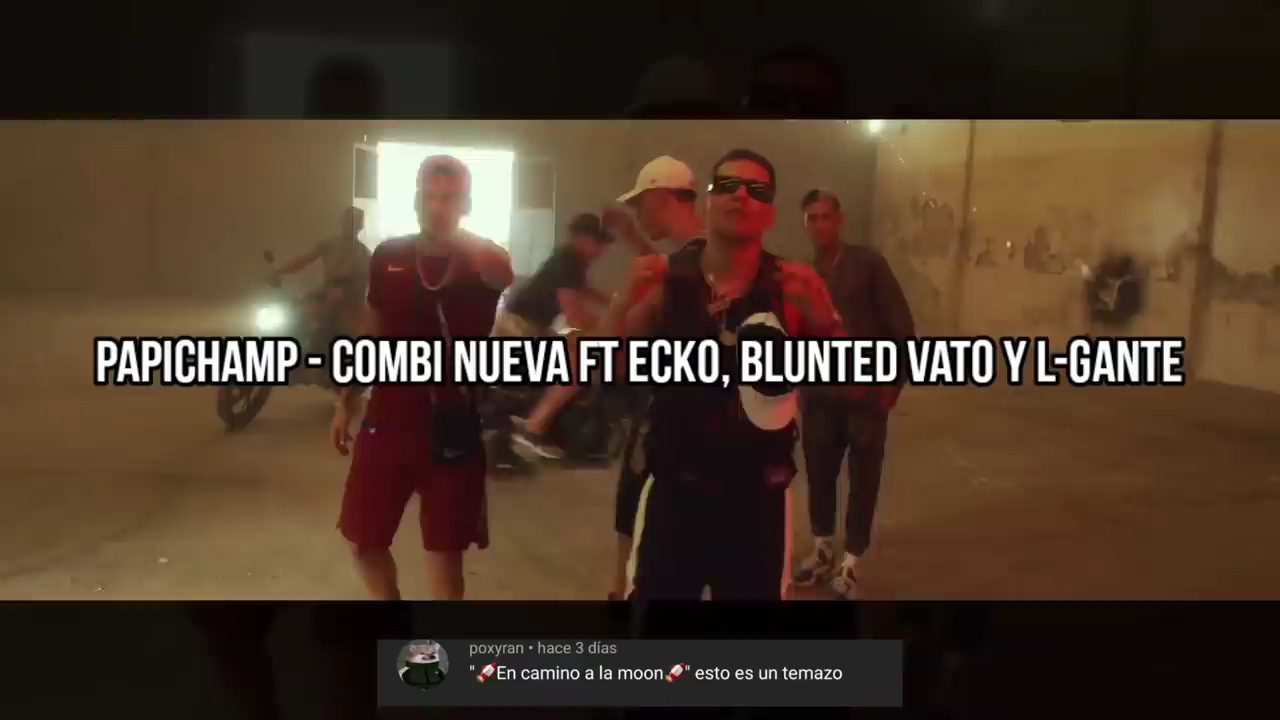 PAPICHAMP - COMBI NUEVA FT ECKO, BLUNTED VATO Y L-GANTE
poxyran • hace 3 días
"🚀En camino a la moon🚀" esto es un temazo